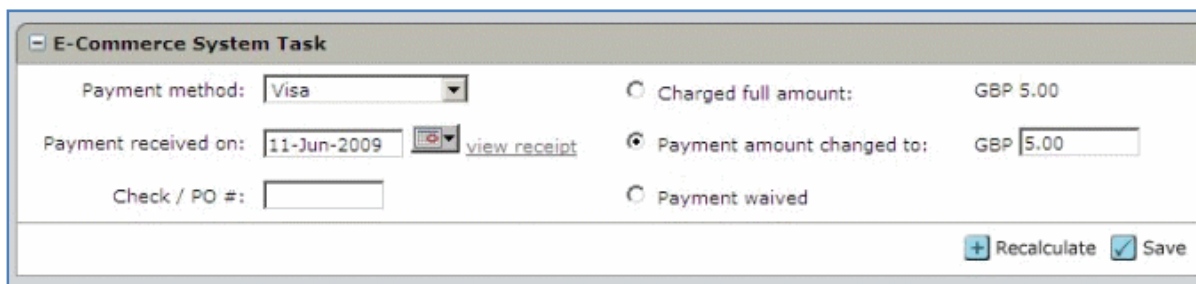 E-Commerce System Task
Payment method: Visa Charged full amount: GBP 5.00
Payment received on: 11-Jun-2009 view receipt Payment amount changed to: GBP 5.00
Check / PO #: Payment waived
Recalculate Save